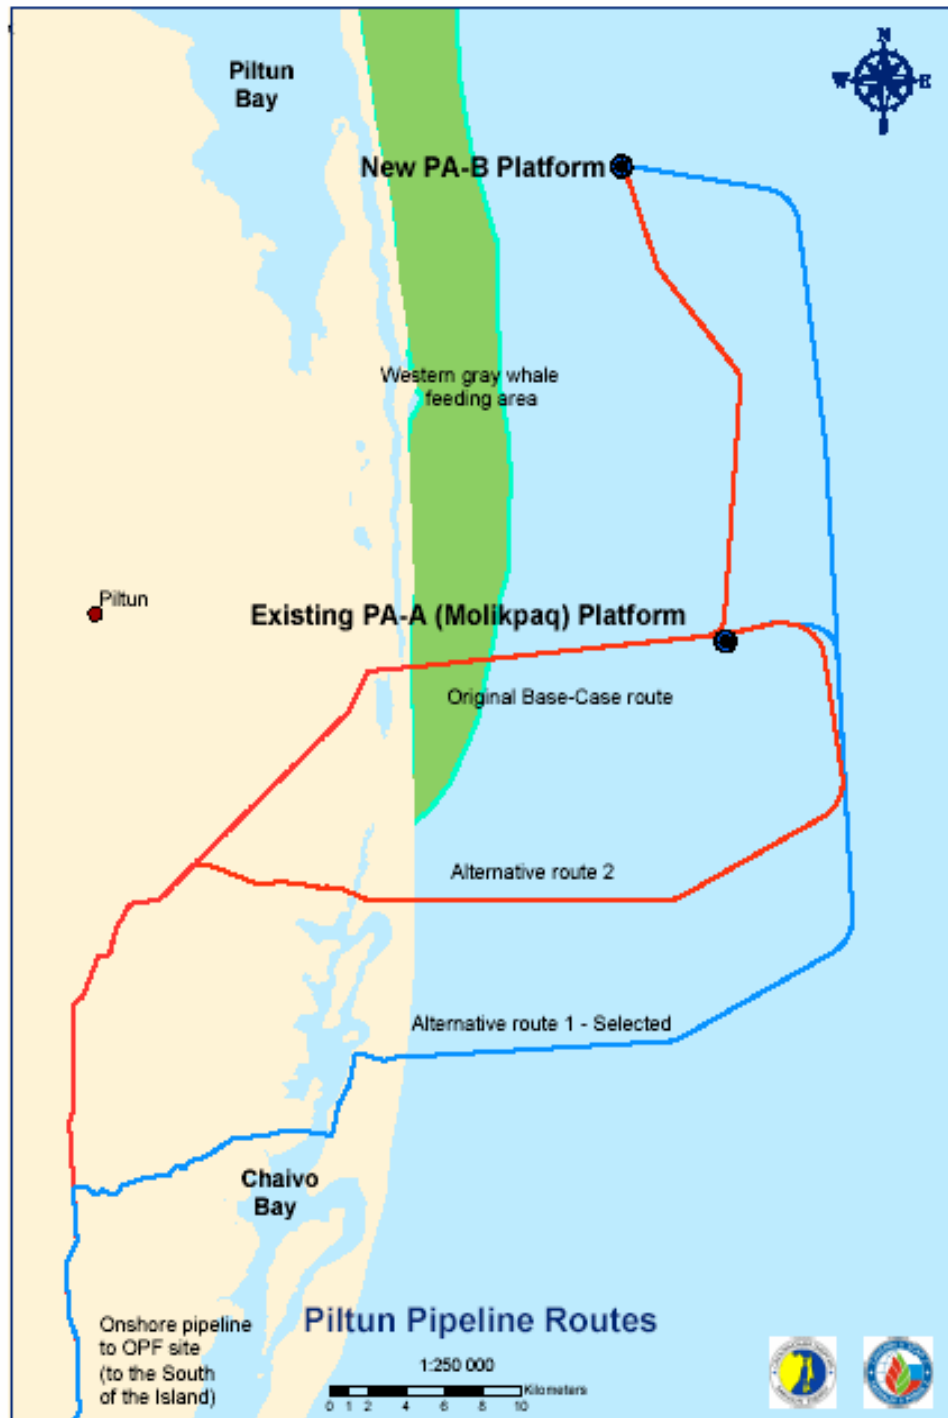 Piltun
Bay
N
W
E
New PA-B Platform
Western gray whale
feeding area
Piltun
Existing PA-A (Molikpaq) Platform
Original Base-Case route
Alternative route 2
Alternative route 1 - Selected
Chaivo
Bay
Piltun Pipeline Routes
Onshore pipeline
to OPF site
(to the South
of the Island)
1:250 000
Kilometers
0 1 2 4 6 8 10